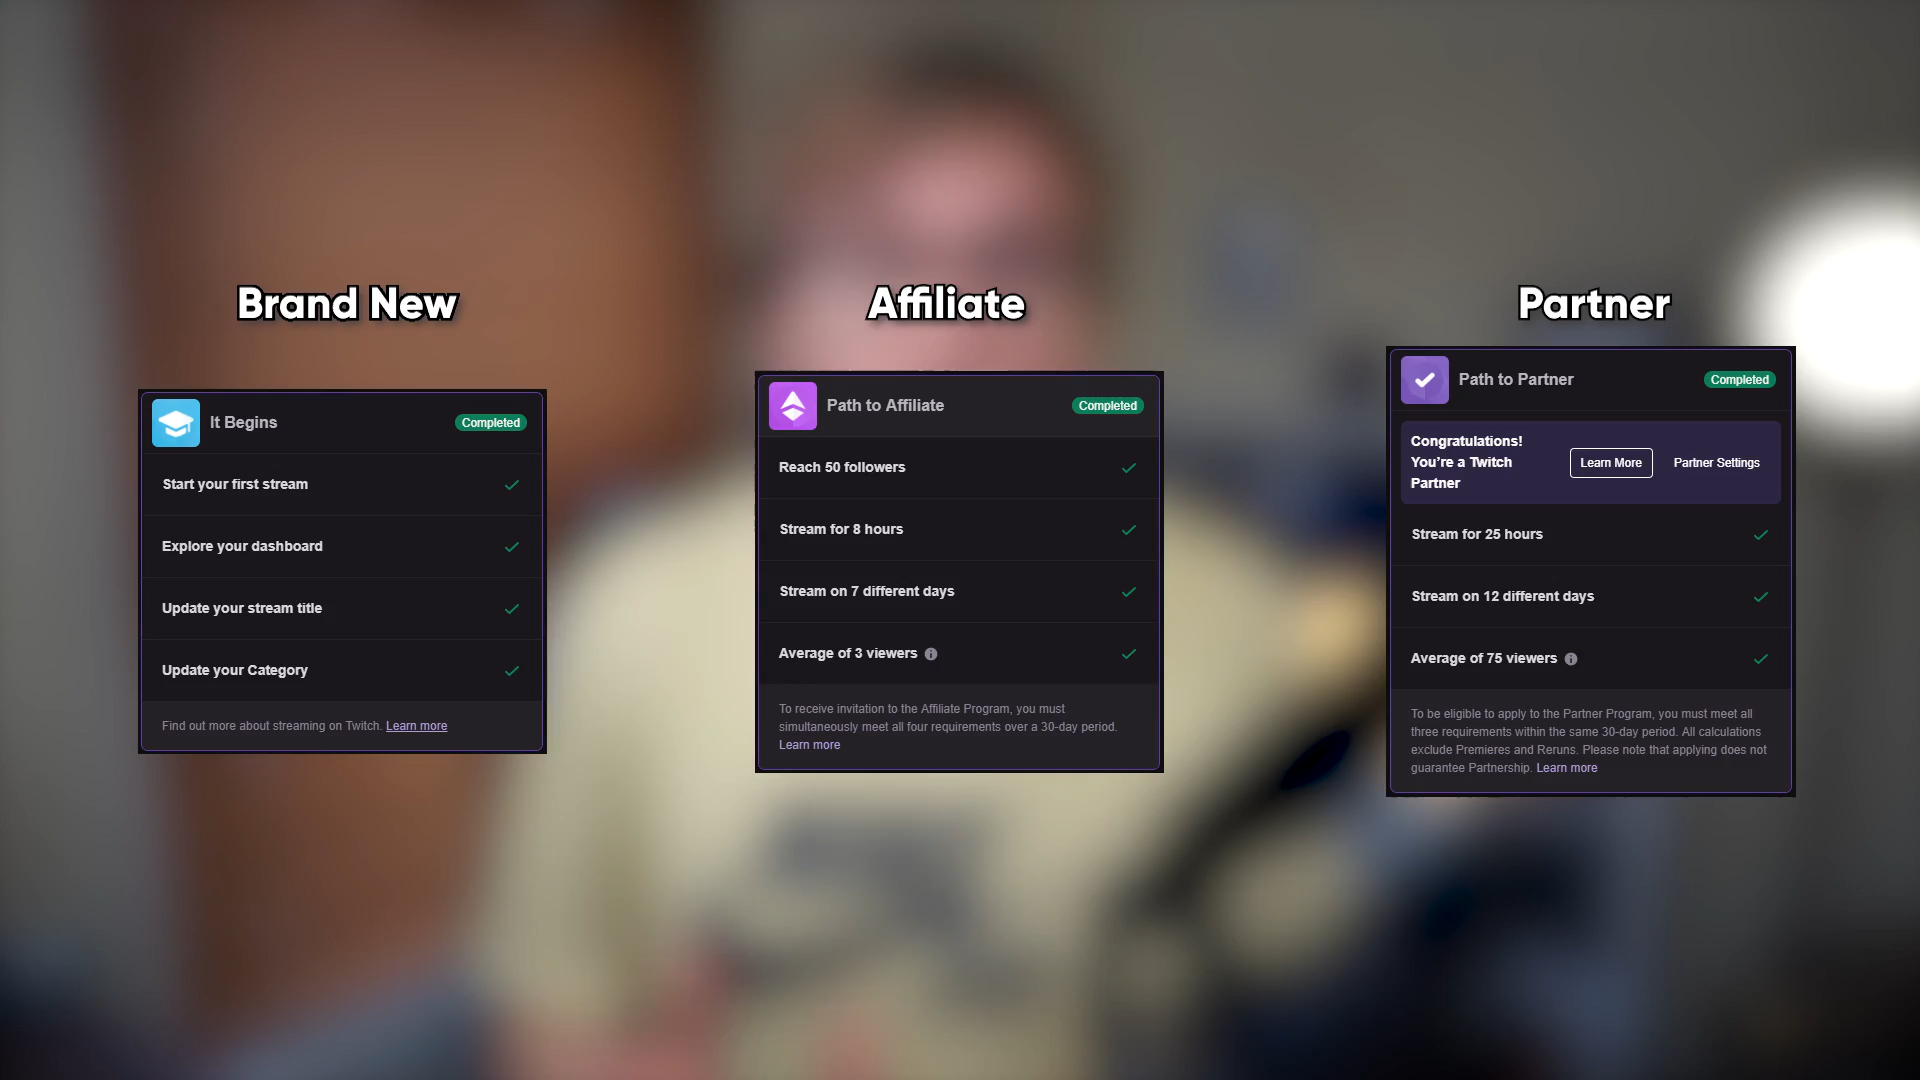 Brand New
It Begins
Completed
Start your first stream
Explore your dashboard
Update your stream title
Update your Category
Find out more about streaming on Twitch. Learn more
Affiliate
Path to Affiliate
Completed
Reach 50 followers
Stream for 8 hours
Stream on 7 different days
Average of 3 viewers
To receive invitation to the Affiliate Program, you must
simultaneously meet all four requirements over a 30-day period.
Learn more
Partner
Path to Partner
Completed
Congratulations!
You're a Twitch
Partner
Learn More
Partner Settings
Stream for 25 hours
Stream on 12 different days
Average of 75 viewers
To be eligible to apply to the Partner Program, you must meet all
three requirements within the same 30-day period. All calculations
exclude Premieres and Reruns. Please note that applying does not
guarantee Partnership. Learn more